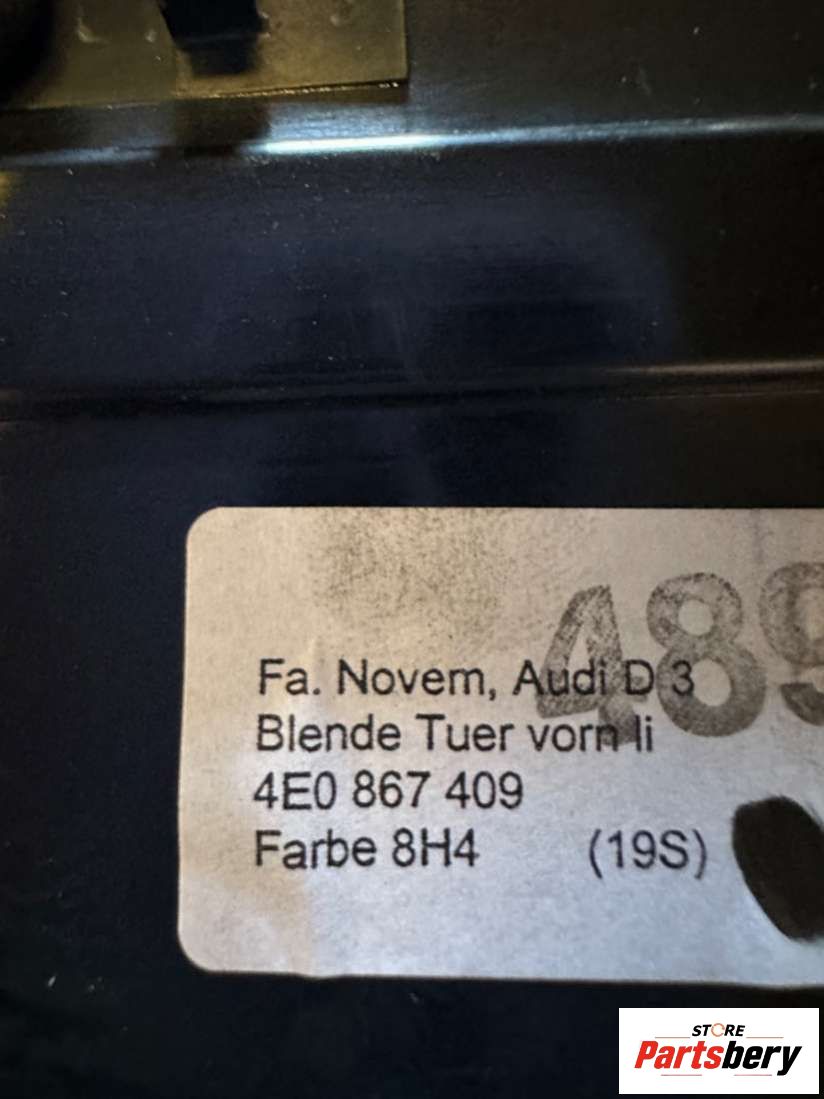 489
Fa. Novem, Audi D 3
Blende Tuer vorn li
4E0 867 409
Farbe 8H4 (19S)
STORE
Partsbery